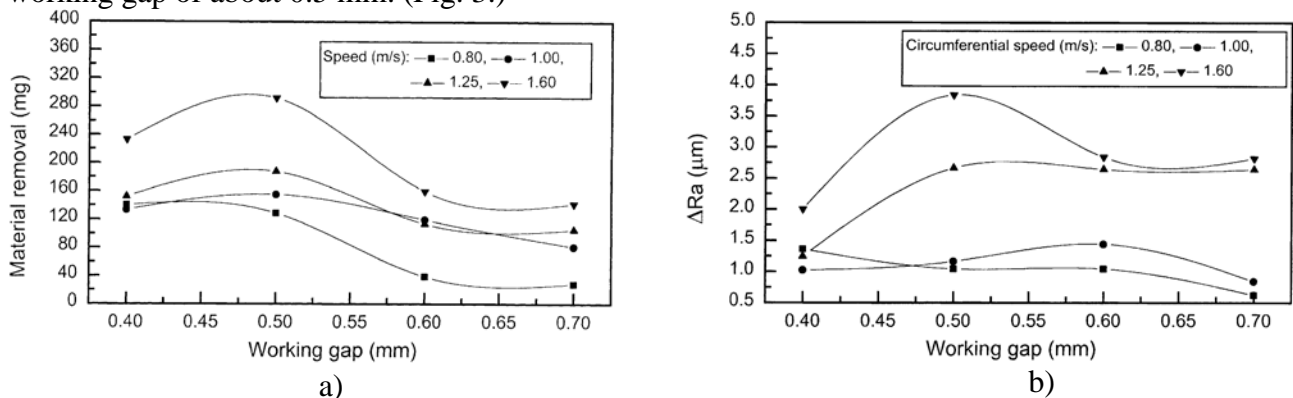 working gap of about 0.5 mm. (Fig.
400
360
320
280
240
200
160
120
80
40
0
Material removal (mg)
Speed (m/s): 0.80, 1.00,
1.25, 1.60
0.40 0.45 0.50 0.55 0.60 0.65 0.70
Working gap (mm)
a)
5.0
4.5
4.0
3.5
3.0
2.5
2.0
1.5
1.0
0.5
ΔRa (μm)
Circumferential speed (m/s): 0.80, 1.00,
1.25, 1.60
0.40 0.45 0.50 0.55 0.60 0.65 0.70
Working gap (mm)
b)